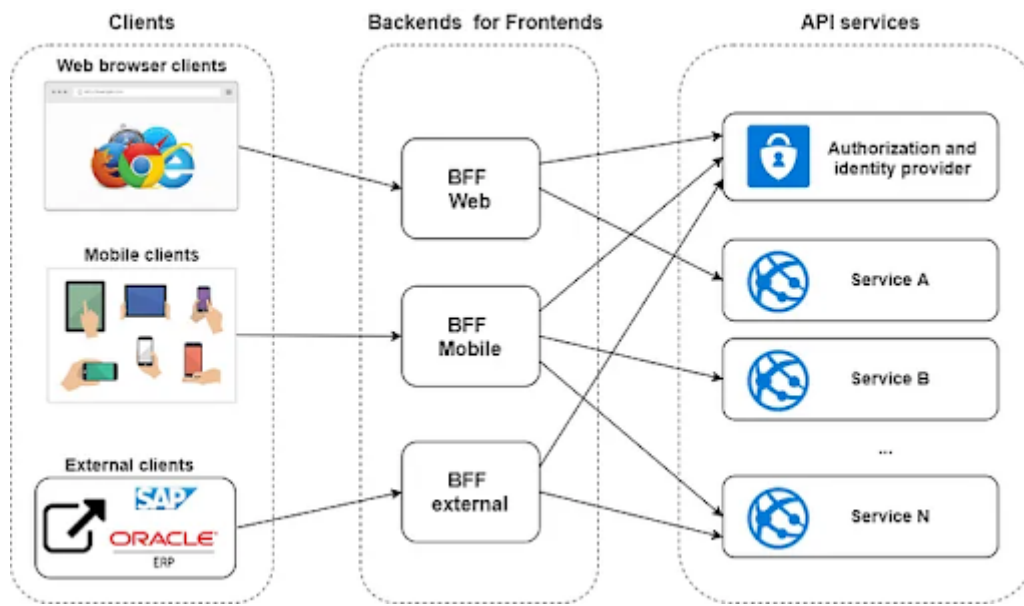 Clients
Backends for Frontends
API services
Web browser clients
Mobile clients
External clients
SAP
ORACLE
ERP
BFF
Web
BFF
Mobile
BFF
external
Authorization and
identity provider
Service A
Service B
...
Service N